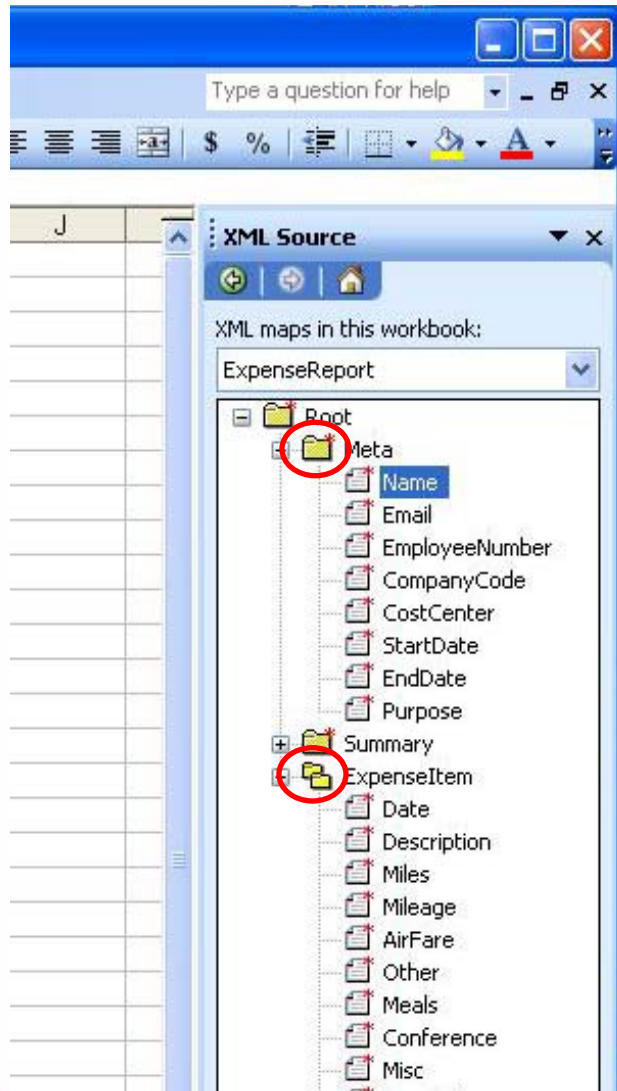 Type a question for help
$ %
A
J
XML Source
XML maps in this workbook:
ExpenseReport
Root
Meta
Name
Email
EmployeeNumber
CompanyCode
CostCenter
StartDate
EndDate
Purpose
Summary
ExpenseItem
Date
Description
Miles
Mileage
AirFare
Other
Meals
Conference
Misc